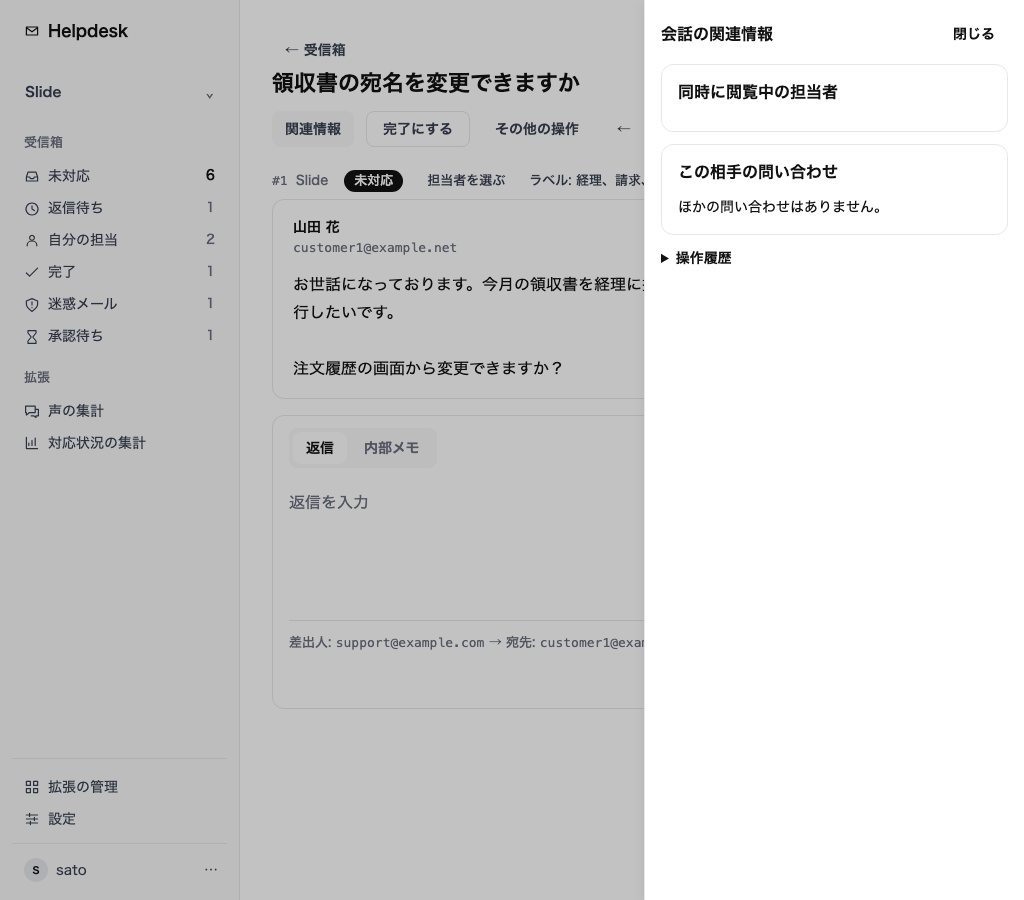 Helpdesk
Slide
受信箱
未対応 6
返信待ち 1
自分の担当 2
完了 1
迷惑メール 1
承認待ち 1
拡張
声の集計
対応状況の集計
拡張の管理
設定
S sato ...
← 受信箱
領収書の宛名を変更できますか
関連情報 完了にする その他の操作 ←
#1 Slide 未対応 担当者を選ぶ ラベル: 経理、請求、
山田 花
customer1@example.net
お世話になっております。今月の領収書を経理に
行したいです。
注文履歴の画面から変更できますか？
返信 内部メモ
返信を入力
差出人: support@example.com → 宛先: customer1@exam
会話の関連情報 閉じる
同時に閲覧中の担当者
この相手の問い合わせ
ほかの問い合わせはありません。
▶ 操作履歴